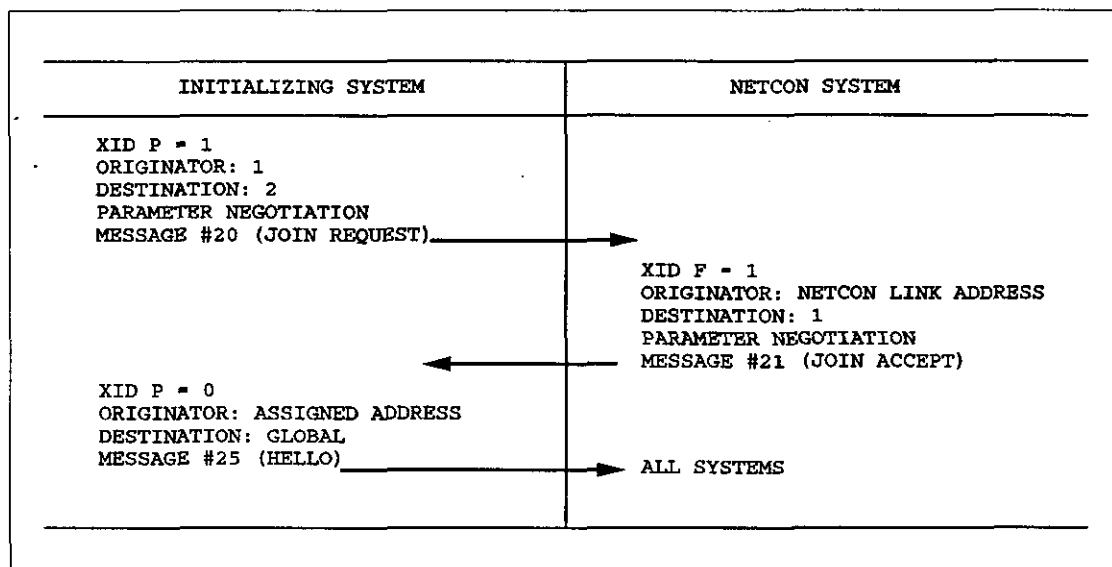 INITIALIZING SYSTEM
NETCON SYSTEM
XID P = 1
ORIGINATOR: 1
DESTINATION: 2
PARAMETER NEGOTIATION
MESSAGE #20 (JOIN REQUEST)
XID F = 1
ORIGINATOR: NETCON LINK ADDRESS
DESTINATION: 1
PARAMETER NEGOTIATION
MESSAGE #21 (JOIN ACCEPT)
XID P = 0
ORIGINATOR: ASSIGNED ADDRESS
DESTINATION: GLOBAL
MESSAGE #25 (HELLO)
ALL SYSTEMS